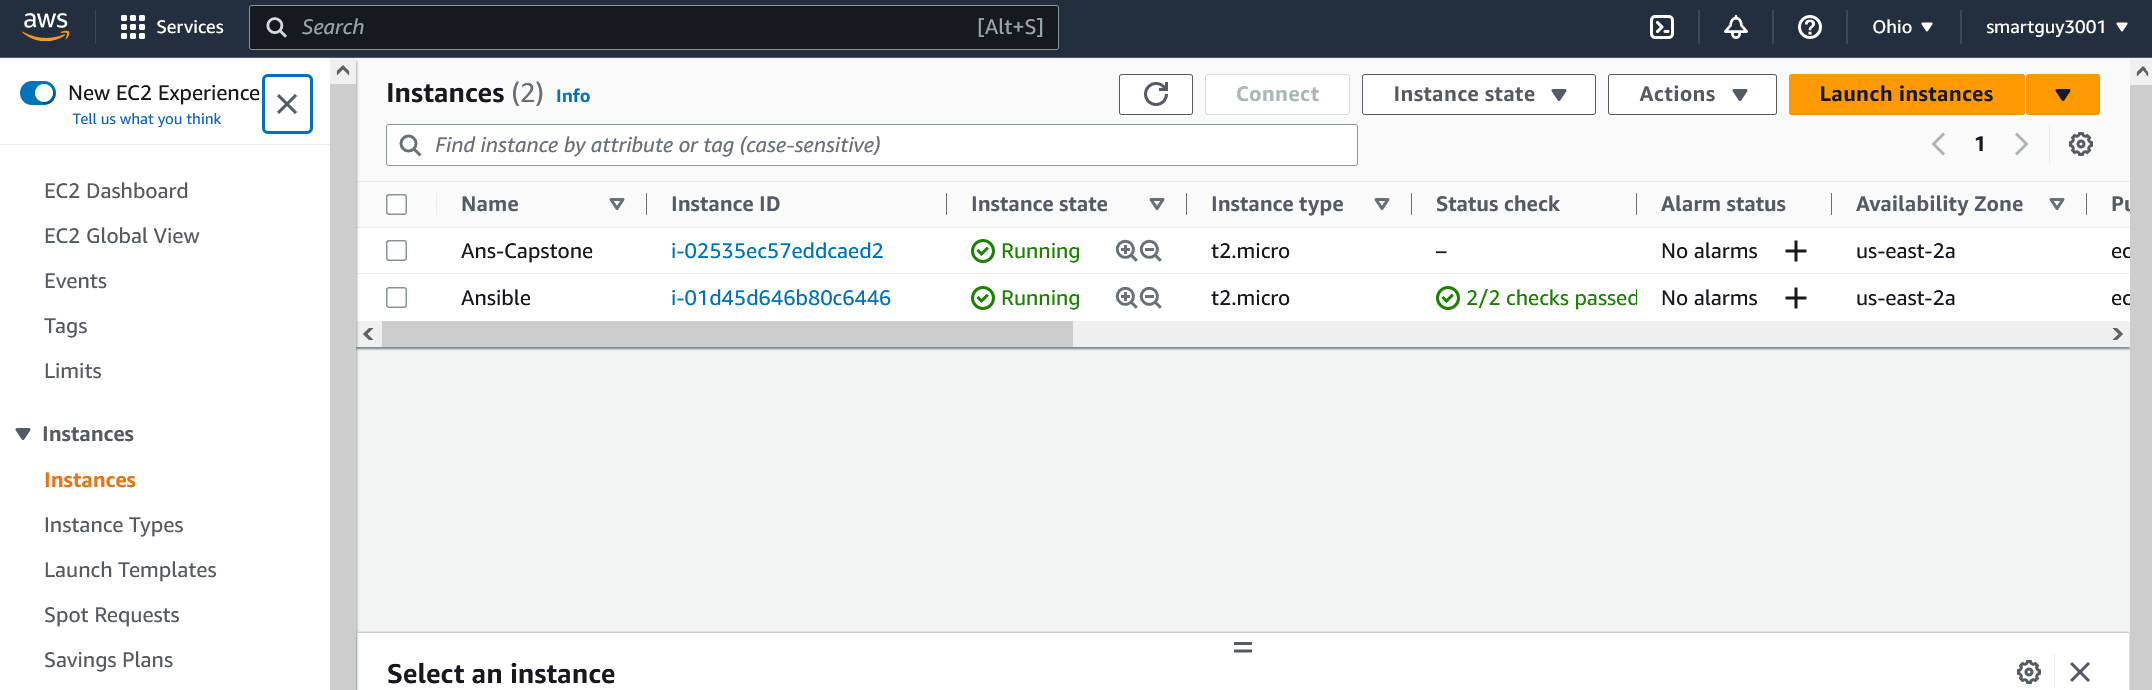 aws Services Search [Alt+S] Ohio smartguy3001
New EC2 Experience
Tell us what you think
EC2 Dashboard
EC2 Global View
Events
Tags
Limits
Instances
Instances
Instance Types
Launch Templates
Spot Requests
Savings Plans
Instances (2) Info Connect Instance state Actions Launch instances
Find instance by attribute or tag (case-sensitive) 1
Name Instance ID Instance state Instance type Status check Alarm status Availability Zone
Ans-Capstone i-02535ec57eddcaed2 Running t2.micro – No alarms us-east-2a
Ansible i-01d45d646b80c6446 Running t2.micro 2/2 checks passed No alarms us-east-2a
Select an instance